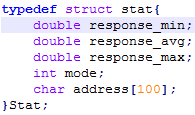 typedef struct stat{
    double response_min;
    double response_avg;
    double response_max;
    int mode;
    char address[100];
}Stat;